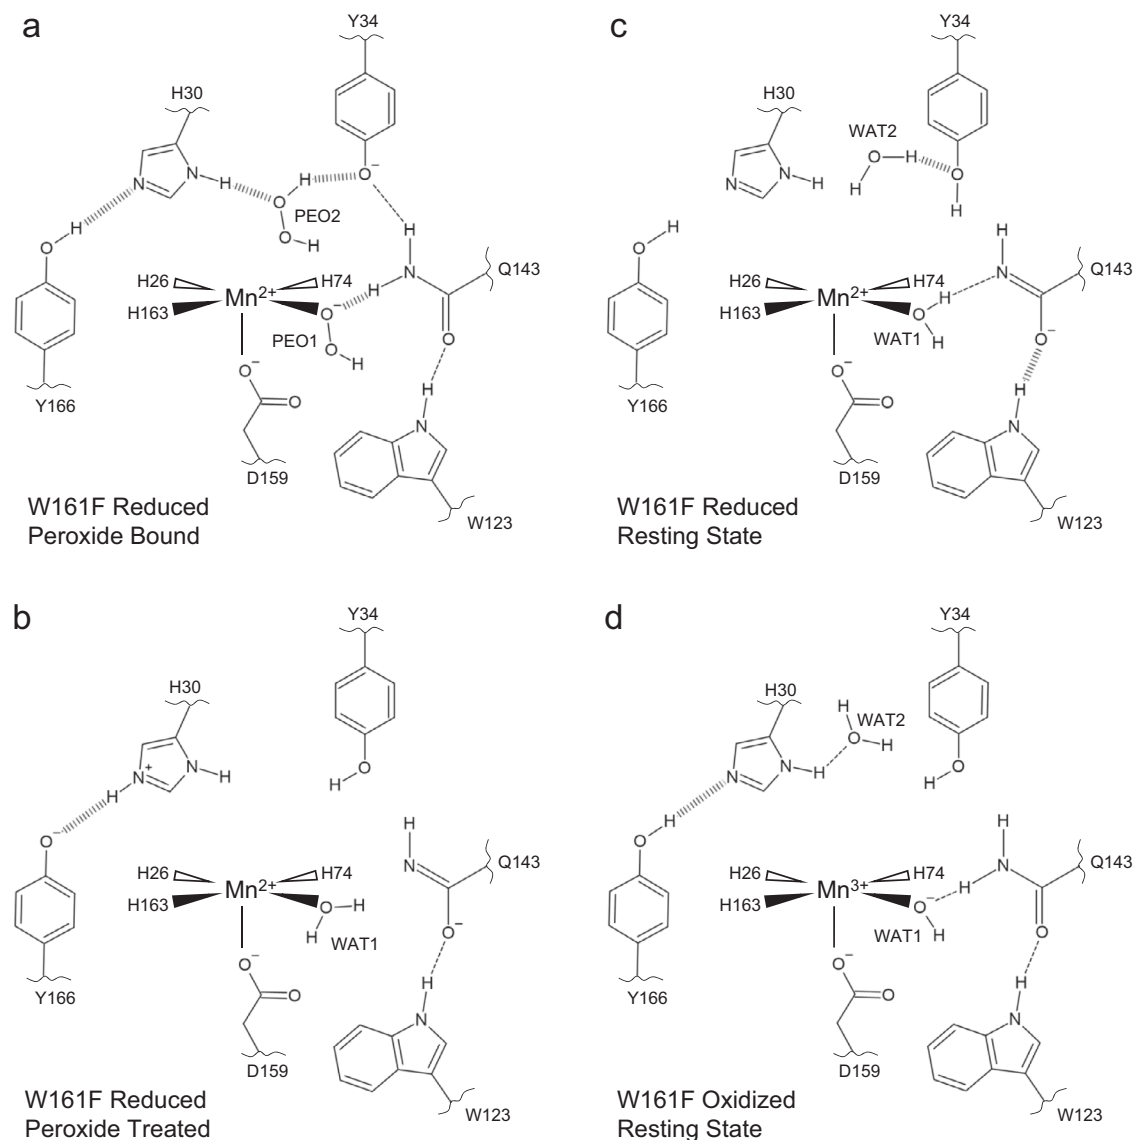 a
Y34
H30
N
N
H
H
O⁻
O
H
PEO2
O
H
H
H
O
N
Q143
H26
H74
H
H163
Mn²⁺
O⁻
PEO1
O
H
O
Y166
O⁻
O
H
N
D159
W123
W161F Reduced
Peroxide Bound
c
Y34
H30
WAT2
O
H
N
N
H
H
O
H
H
O
H
N
Q143
H26
H74
H
H163
Mn²⁺
O
H
WAT1
O⁻
Y166
O⁻
O
H
N
D159
W123
W161F Reduced
Resting State
b
Y34
H30
N⁺
N
H
H
H
O
O⁻
H
N
Q143
H26
H74
H163
Mn²⁺
O
H
H
WAT1
O⁻
Y166
O⁻
O
H
N
D159
W123
W161F Reduced
Peroxide Treated
d
Y34
H30
H
WAT2
O
H
N
N
H
H
O
H
O
H
N
Q143
H26
H74
H
H163
Mn³⁺
O⁻
H
WAT1
O
Y166
O⁻
O
H
N
D159
W123
W161F Oxidized
Resting State